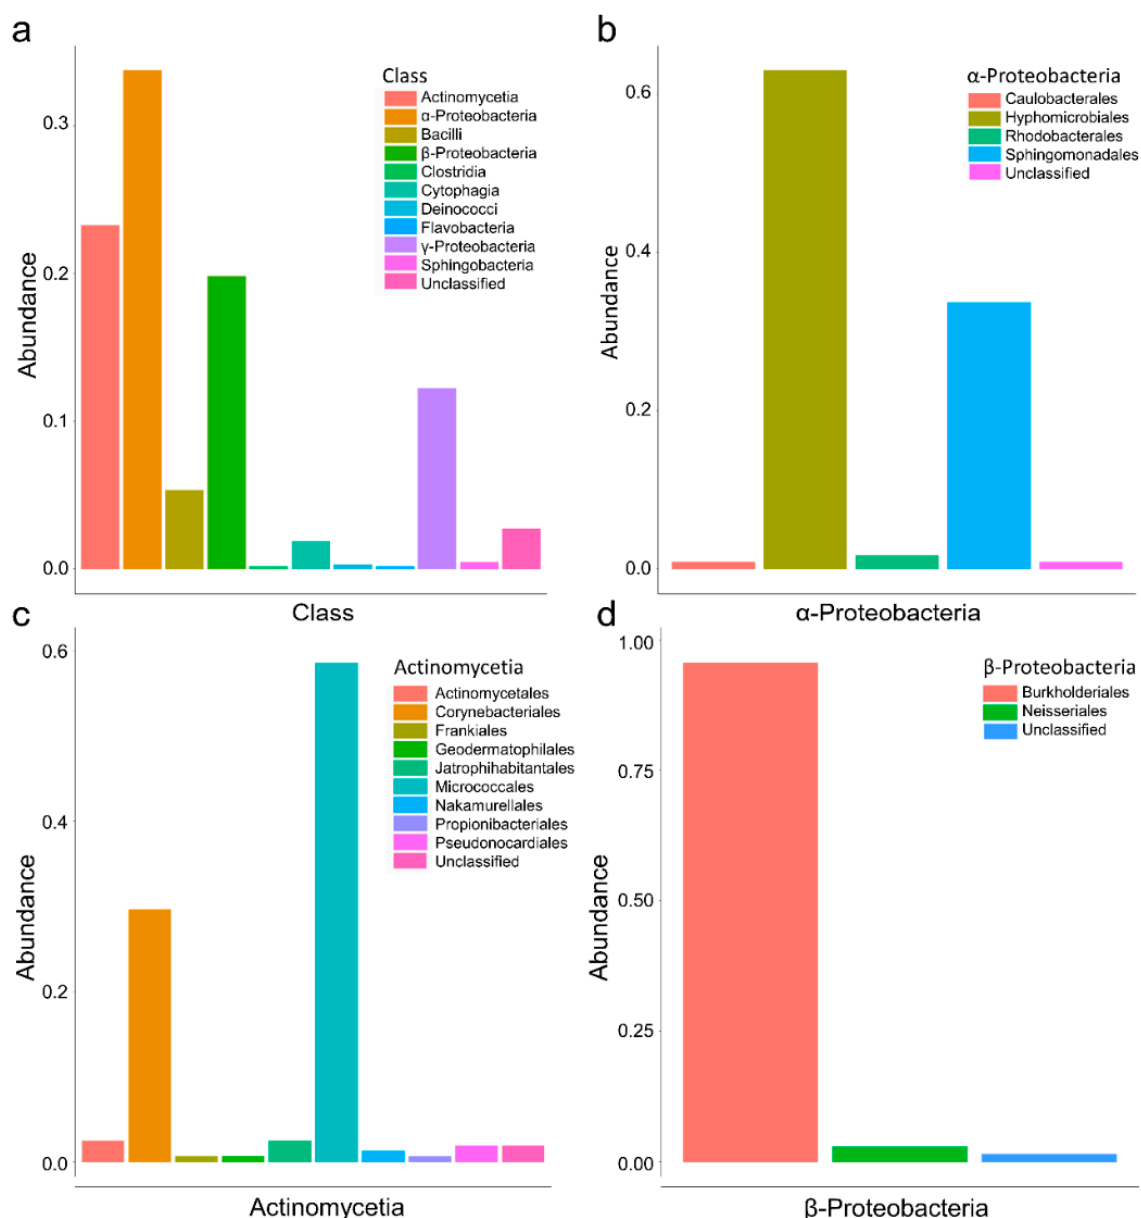 a
Class
Actinomycetia
α-Proteobacteria
Bacilli
β-Proteobacteria
Clostridia
Cytophagia
Deinococci
Flavobacteria
γ-Proteobacteria
Sphingobacteria
Unclassified
Abundance
0.3
0.2
0.1
0.0
Class
b
α-Proteobacteria
Caulobacterales
Hyphomicrobiales
Rhodobacterales
Sphingomonadales
Unclassified
Abundance
0.6
0.4
0.2
0.0
α-Proteobacteria
c
Actinomycetia
Actinomycetales
Corynebacteriales
Frankiales
Geodermatophilales
Jatrophihabitantales
Micrococcales
Nakamurellales
Propionibacteriales
Pseudonocardiales
Unclassified
Abundance
0.6
0.4
0.2
0.0
Actinomycetia
d
β-Proteobacteria
Burkholderiales
Neisseriales
Unclassified
Abundance
1.00
0.75
0.50
0.25
0.00
β-Proteobacteria